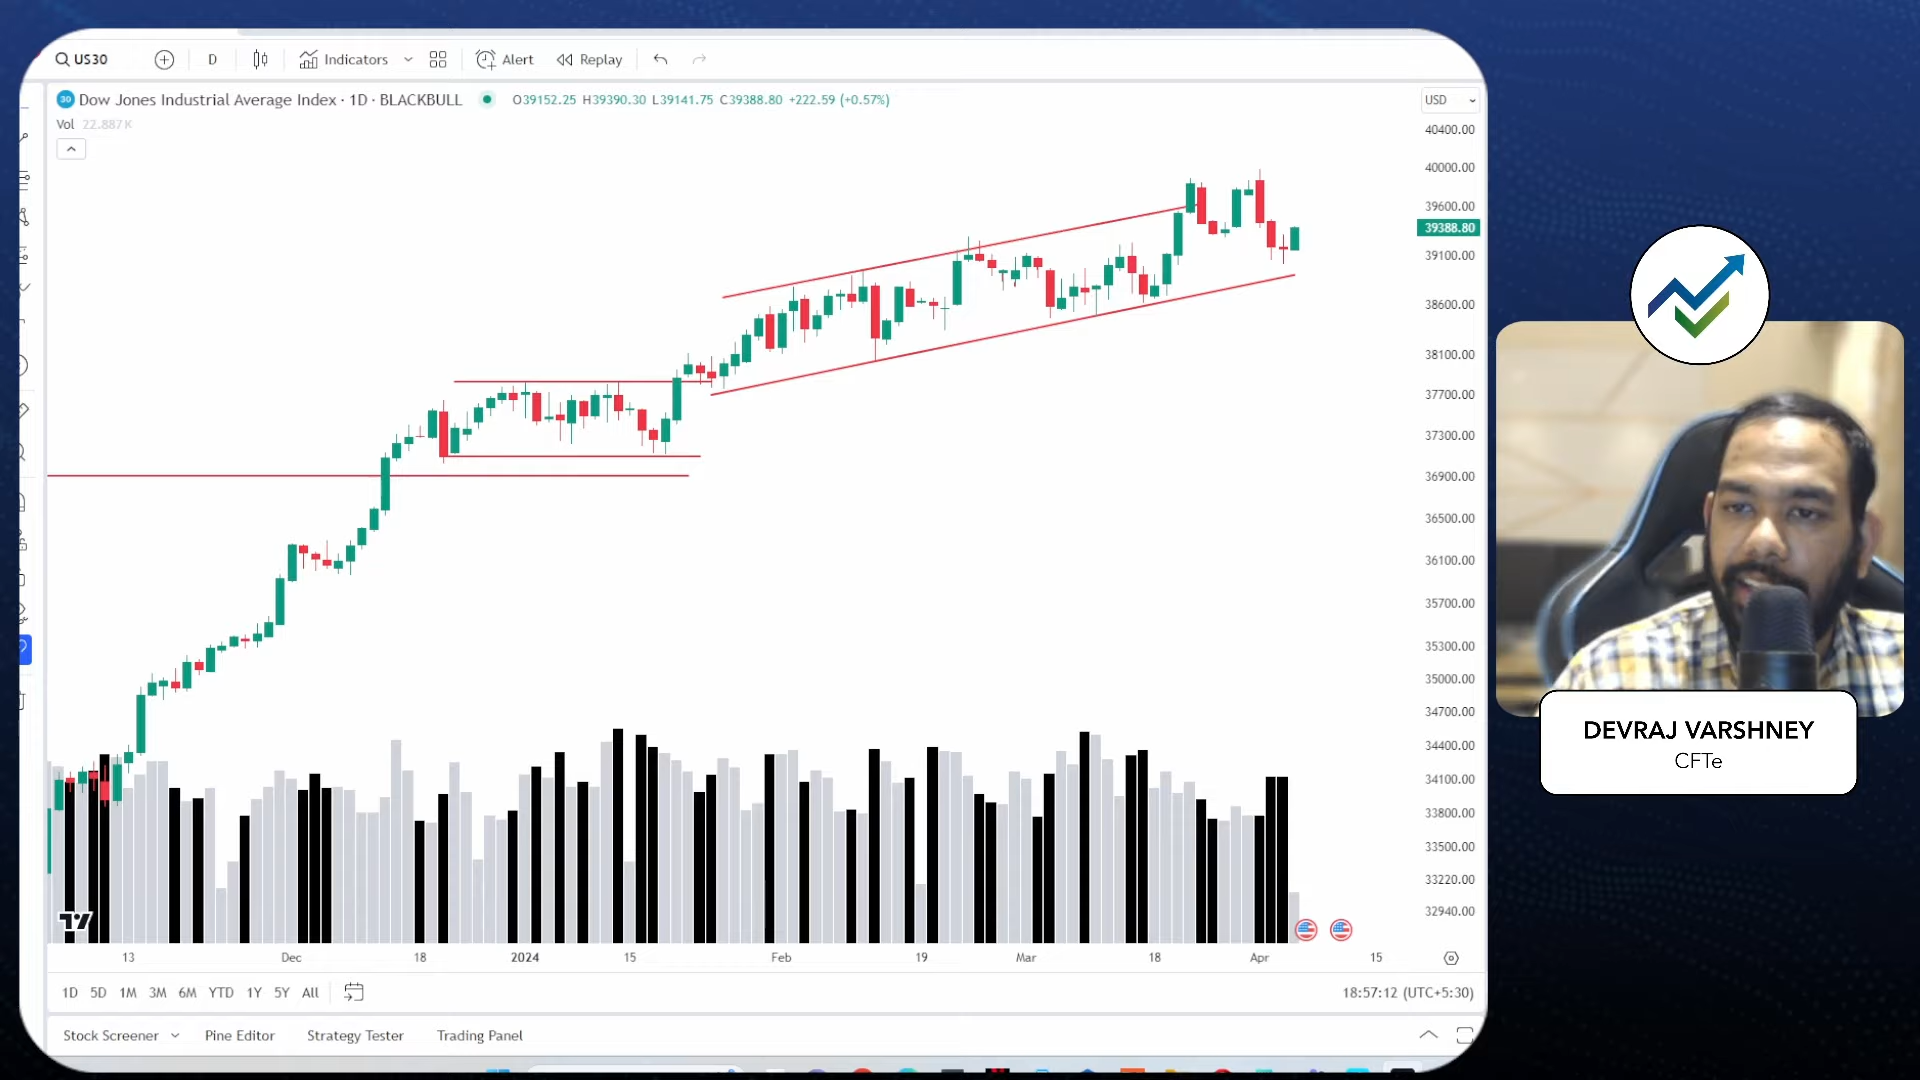 US30 D Indicators Alert Replay
30 Dow Jones Industrial Average Index · 1D · BLACKBULL O39152.25 H39390.30 L39141.75 C39388.80 +222.59 (+0.57%) USD
Vol 22.887K
40400.00
40000.00
39600.00
39388.80
39100.00
38600.00
38100.00
37700.00
37300.00
36900.00
36500.00
36100.00
35700.00
35300.00
35000.00
34700.00
34400.00
34100.00
33800.00
33500.00
33220.00
32940.00
13 Dec 18 2024 15 Feb 19 Mar 18 Apr 15
1D 5D 1M 3M 6M YTD 1Y 5Y All 18:57:12 (UTC+5:30)
Stock Screener Pine Editor Strategy Tester Trading Panel
DEVRAJ VARSHNEY
CFTe